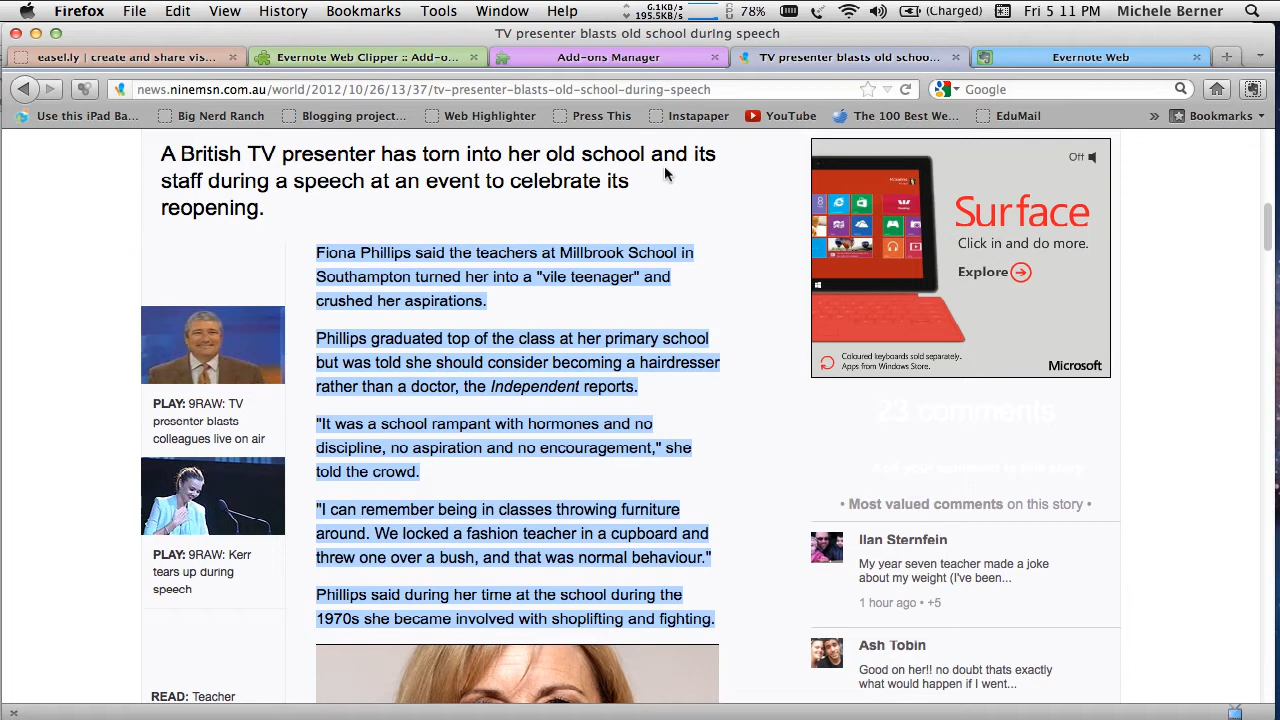 Firefox File Edit View History Bookmarks Tools Window Help 6.1KB/s 195.5KB/s 78% (Charged) Fri 5 11 PM Michele Berner
TV presenter blasts old school during speech
easel.ly | create and share vis... Evernote Web Clipper :: Add-o... Add-ons Manager TV presenter blasts old schoo... Evernote Web
news.ninemsn.com.au/world/2012/10/26/13/37/tv-presenter-blasts-old-school-during-speech Google
Use this iPad Ba... Big Nerd Ranch Blogging project... Web Highlighter Press This Instapaper YouTube The 100 Best We... EduMail » Bookmarks
A British TV presenter has torn into her old school and its
staff during a speech at an event to celebrate its
reopening.
Fiona Phillips said the teachers at Millbrook School in
Southampton turned her into a "vile teenager" and
crushed her aspirations.
Phillips graduated top of the class at her primary school
but was told she should consider becoming a hairdresser
rather than a doctor, the Independent reports.
"It was a school rampant with hormones and no
discipline, no aspiration and no encouragement," she
told the crowd.
"I can remember being in classes throwing furniture
around. We locked a fashion teacher in a cupboard and
threw one over a bush, and that was normal behaviour."
Phillips said during her time at the school during the
1970s she became involved with shoplifting and fighting.
PLAY: 9RAW: TV
presenter blasts
colleagues live on air
PLAY: 9RAW: Kerr
tears up during
speech
READ: Teacher
Off
Surface
Click in and do more.
Explore
Coloured keyboards sold separately.
Apps from Windows Store.
Microsoft
23 comments
Add your comment to this story
• Most valued comments on this story •
Ilan Sternfein
My year seven teacher made a joke
about my weight (I've been...
1 hour ago • +5
Ash Tobin
Good on her!! no doubt thats exactly
what would happen if I went...